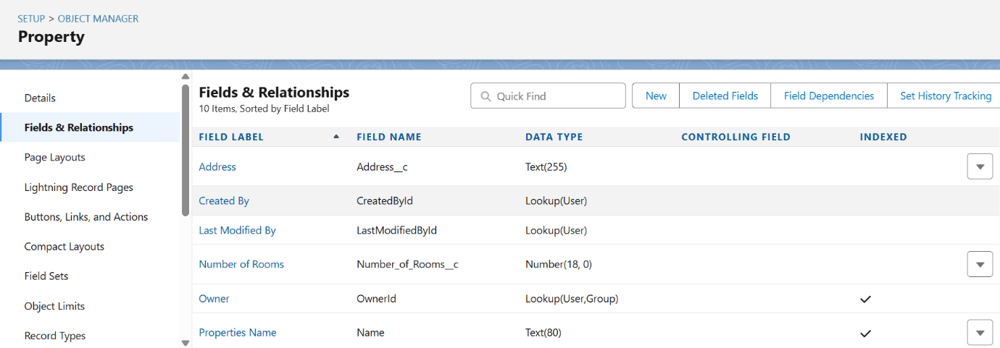 SETUP > OBJECT MANAGER
Property
Details
Fields & Relationships
Page Layouts
Lightning Record Pages
Buttons, Links, and Actions
Compact Layouts
Field Sets
Object Limits
Record Types
Fields & Relationships
10 Items, Sorted by Field Label
Quick Find
New Deleted Fields Field Dependencies Set History Tracking
FIELD LABEL FIELD NAME DATA TYPE CONTROLLING FIELD INDEXED
Address Address__c Text(255)
Created By CreatedById Lookup(User)
Last Modified By LastModifiedById Lookup(User)
Number of Rooms Number_of_Rooms__c Number(18, 0)
Owner OwnerId Lookup(User,Group)
Properties Name Name Text(80)